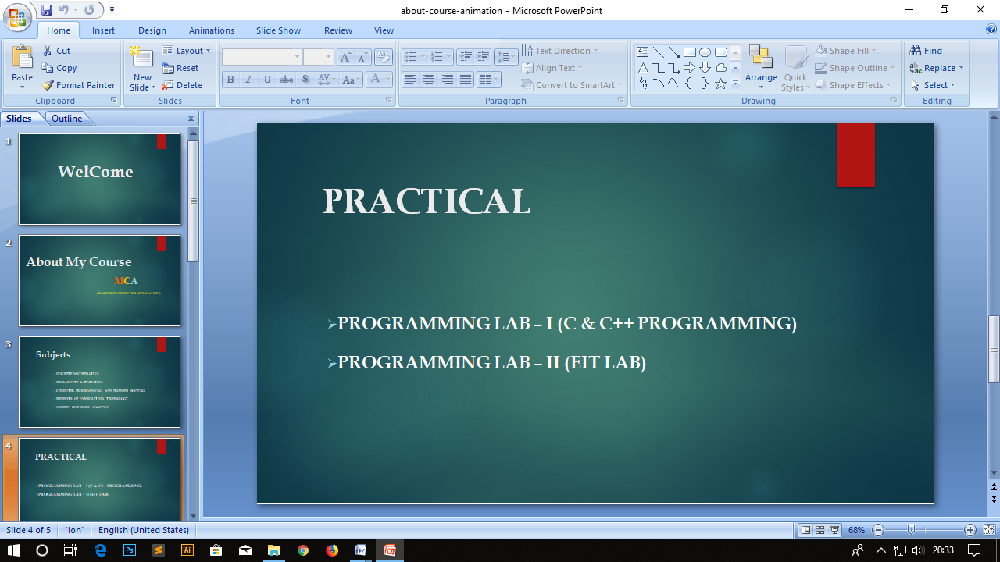 about-course-animation - Microsoft PowerPoint
Home Insert Design Animations Slide Show Review View
Paste
Cut
Copy
Format Painter
Clipboard
New Slide
Layout
Reset
Delete
Slides
B I U abc S AV Aa A
Font
Text Direction
Align Text
Convert to SmartArt
Paragraph
Arrange
Quick Styles
Shape Fill
Shape Outline
Shape Effects
Drawing
Find
Replace
Select
Editing
Slides Outline
1
WelCome
2
About My Course
MCA
(MASTER OF COMPUTER APPLICATION)
3
Subjects
DISCRETE MATHEMATICS
PROBABILITY & STATISTICS
COMPUTER PROGRAMMING AND PROBLEM SOLVING
ELEMENTS OF INFORMATION TECHNOLOGY
MODERN ECONOMIC ANALYSIS
4
PRACTICAL
➢PROGRAMMING LAB – I (C & C++ PROGRAMMING)
➢PROGRAMMING LAB – II (EIT LAB)
PRACTICAL
➢PROGRAMMING LAB – I (C & C++ PROGRAMMING)
➢PROGRAMMING LAB – II (EIT LAB)
Slide 4 of 5 "Ion" English (United States) 68%
20:33